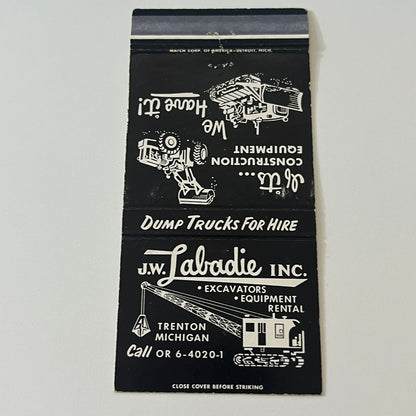 MATCH CORP. OF AMERICA-DETROIT, MICH.
If it's...
CONSTRUCTION
EQUIPMENT
We
Have it!
DUMP TRUCKS FOR HIRE
J.W. Labadie INC.
• EXCAVATORS
• EQUIPMENT
RENTAL
TRENTON
MICHIGAN
Call OR 6-4020-1
CLOSE COVER BEFORE STRIKING